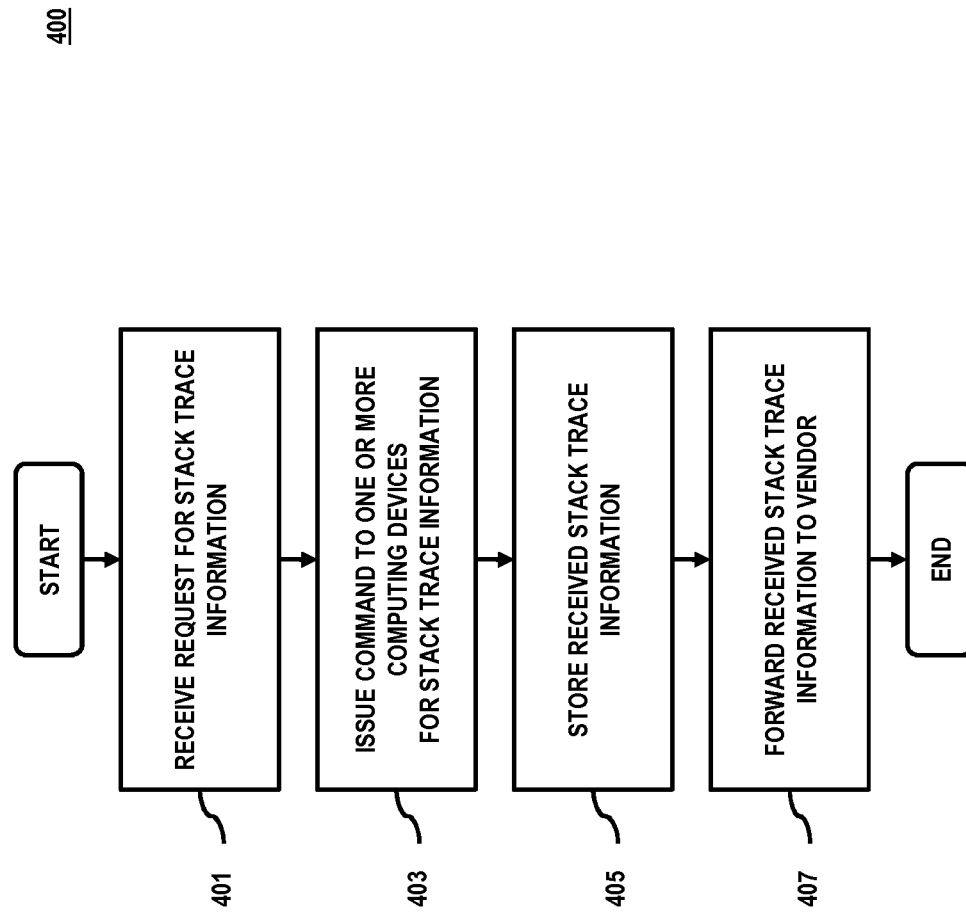 400
START
401
RECEIVE REQUEST FOR STACK TRACE
INFORMATION
403
ISSUE COMMAND TO ONE OR MORE
COMPUTING DEVICES
FOR STACK TRACE INFORMATION
405
STORE RECEIVED STACK TRACE
INFORMATION
407
FORWARD RECEIVED STACK TRACE
INFORMATION TO VENDOR
END